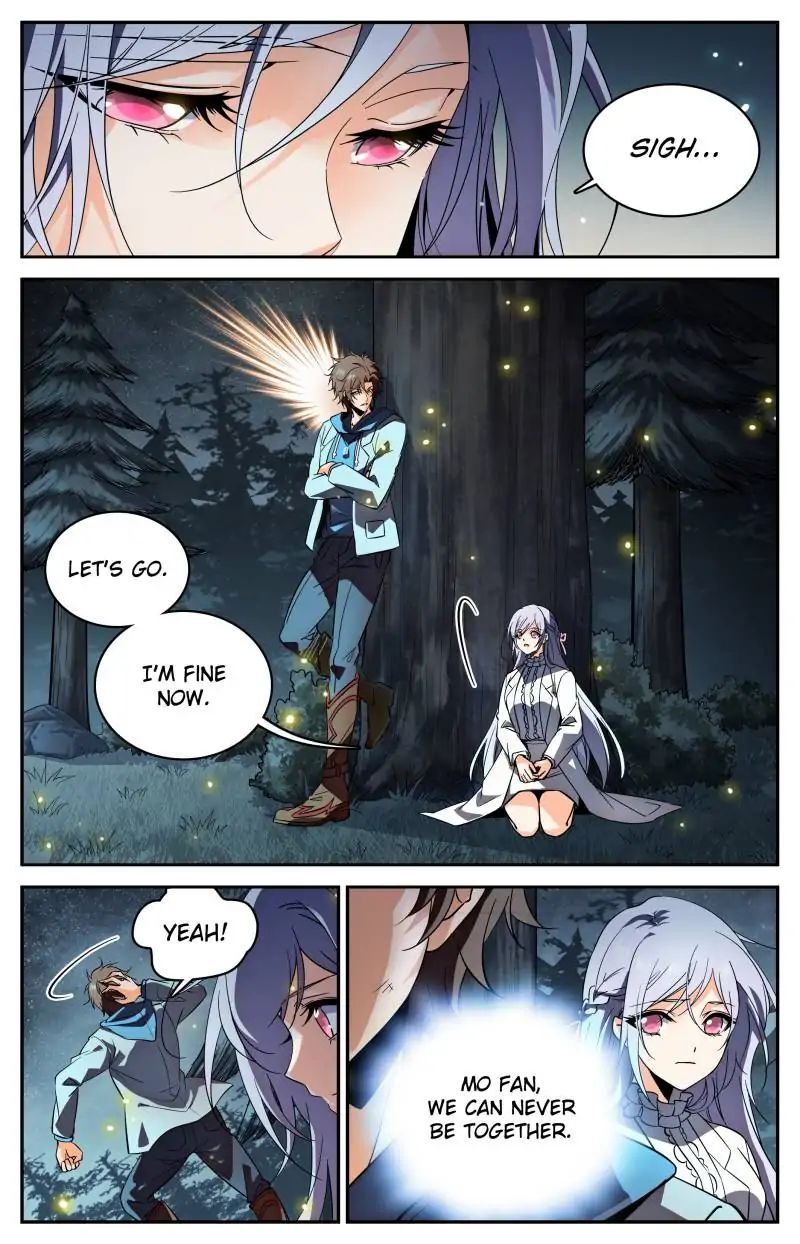 SIGH...
LET'S GO.
I'M FINE
NOW.
YEAH!
MO FAN,
WE CAN NEVER
BE TOGETHER.